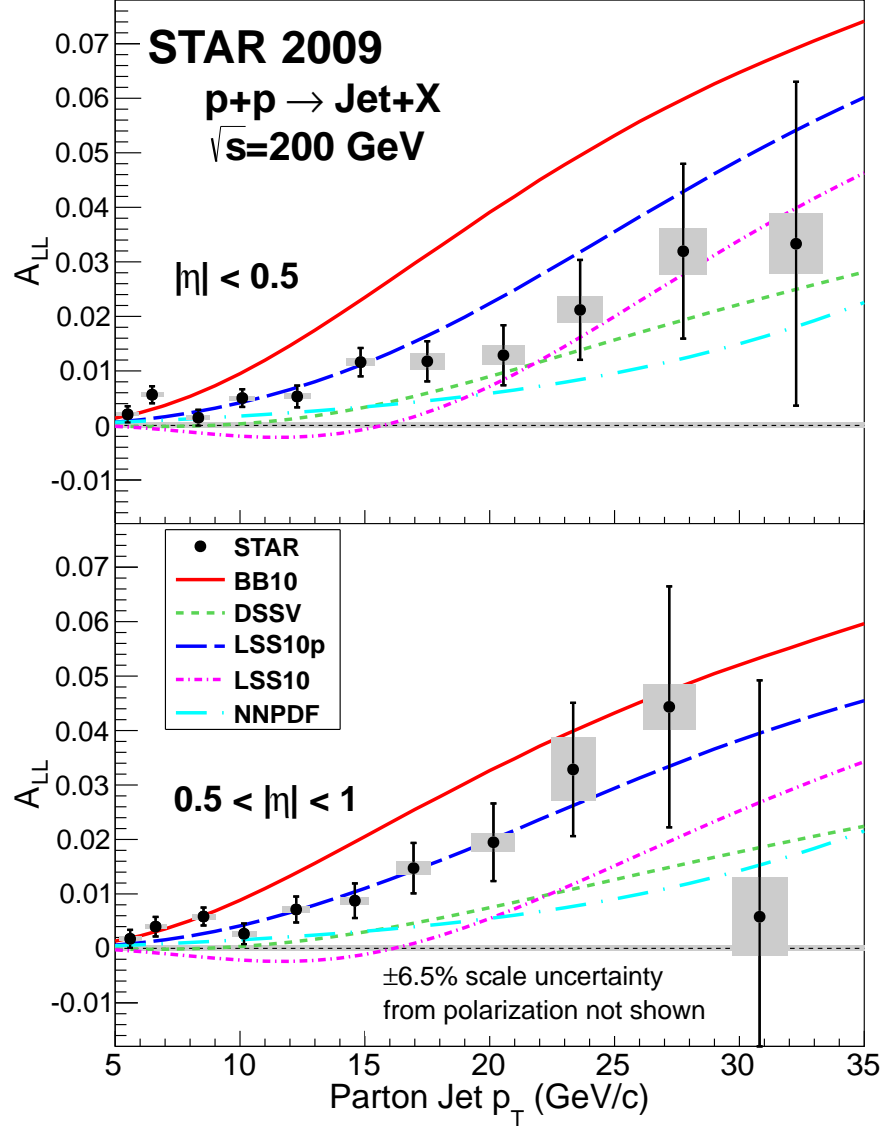 STAR 2009
p+p → Jet+X
√s=200 GeV
|η| < 0.5
A_LL
0.07
0.06
0.05
0.04
0.03
0.02
0.01
0
-0.01
STAR
BB10
DSSV
LSS10p
LSS10
NNPDF
0.5 < |η| < 1
A_LL
0.07
0.06
0.05
0.04
0.03
0.02
0.01
0
-0.01
±6.5% scale uncertainty
from polarization not shown
5 10 15 20 25 30 35
Parton Jet p_T (GeV/c)